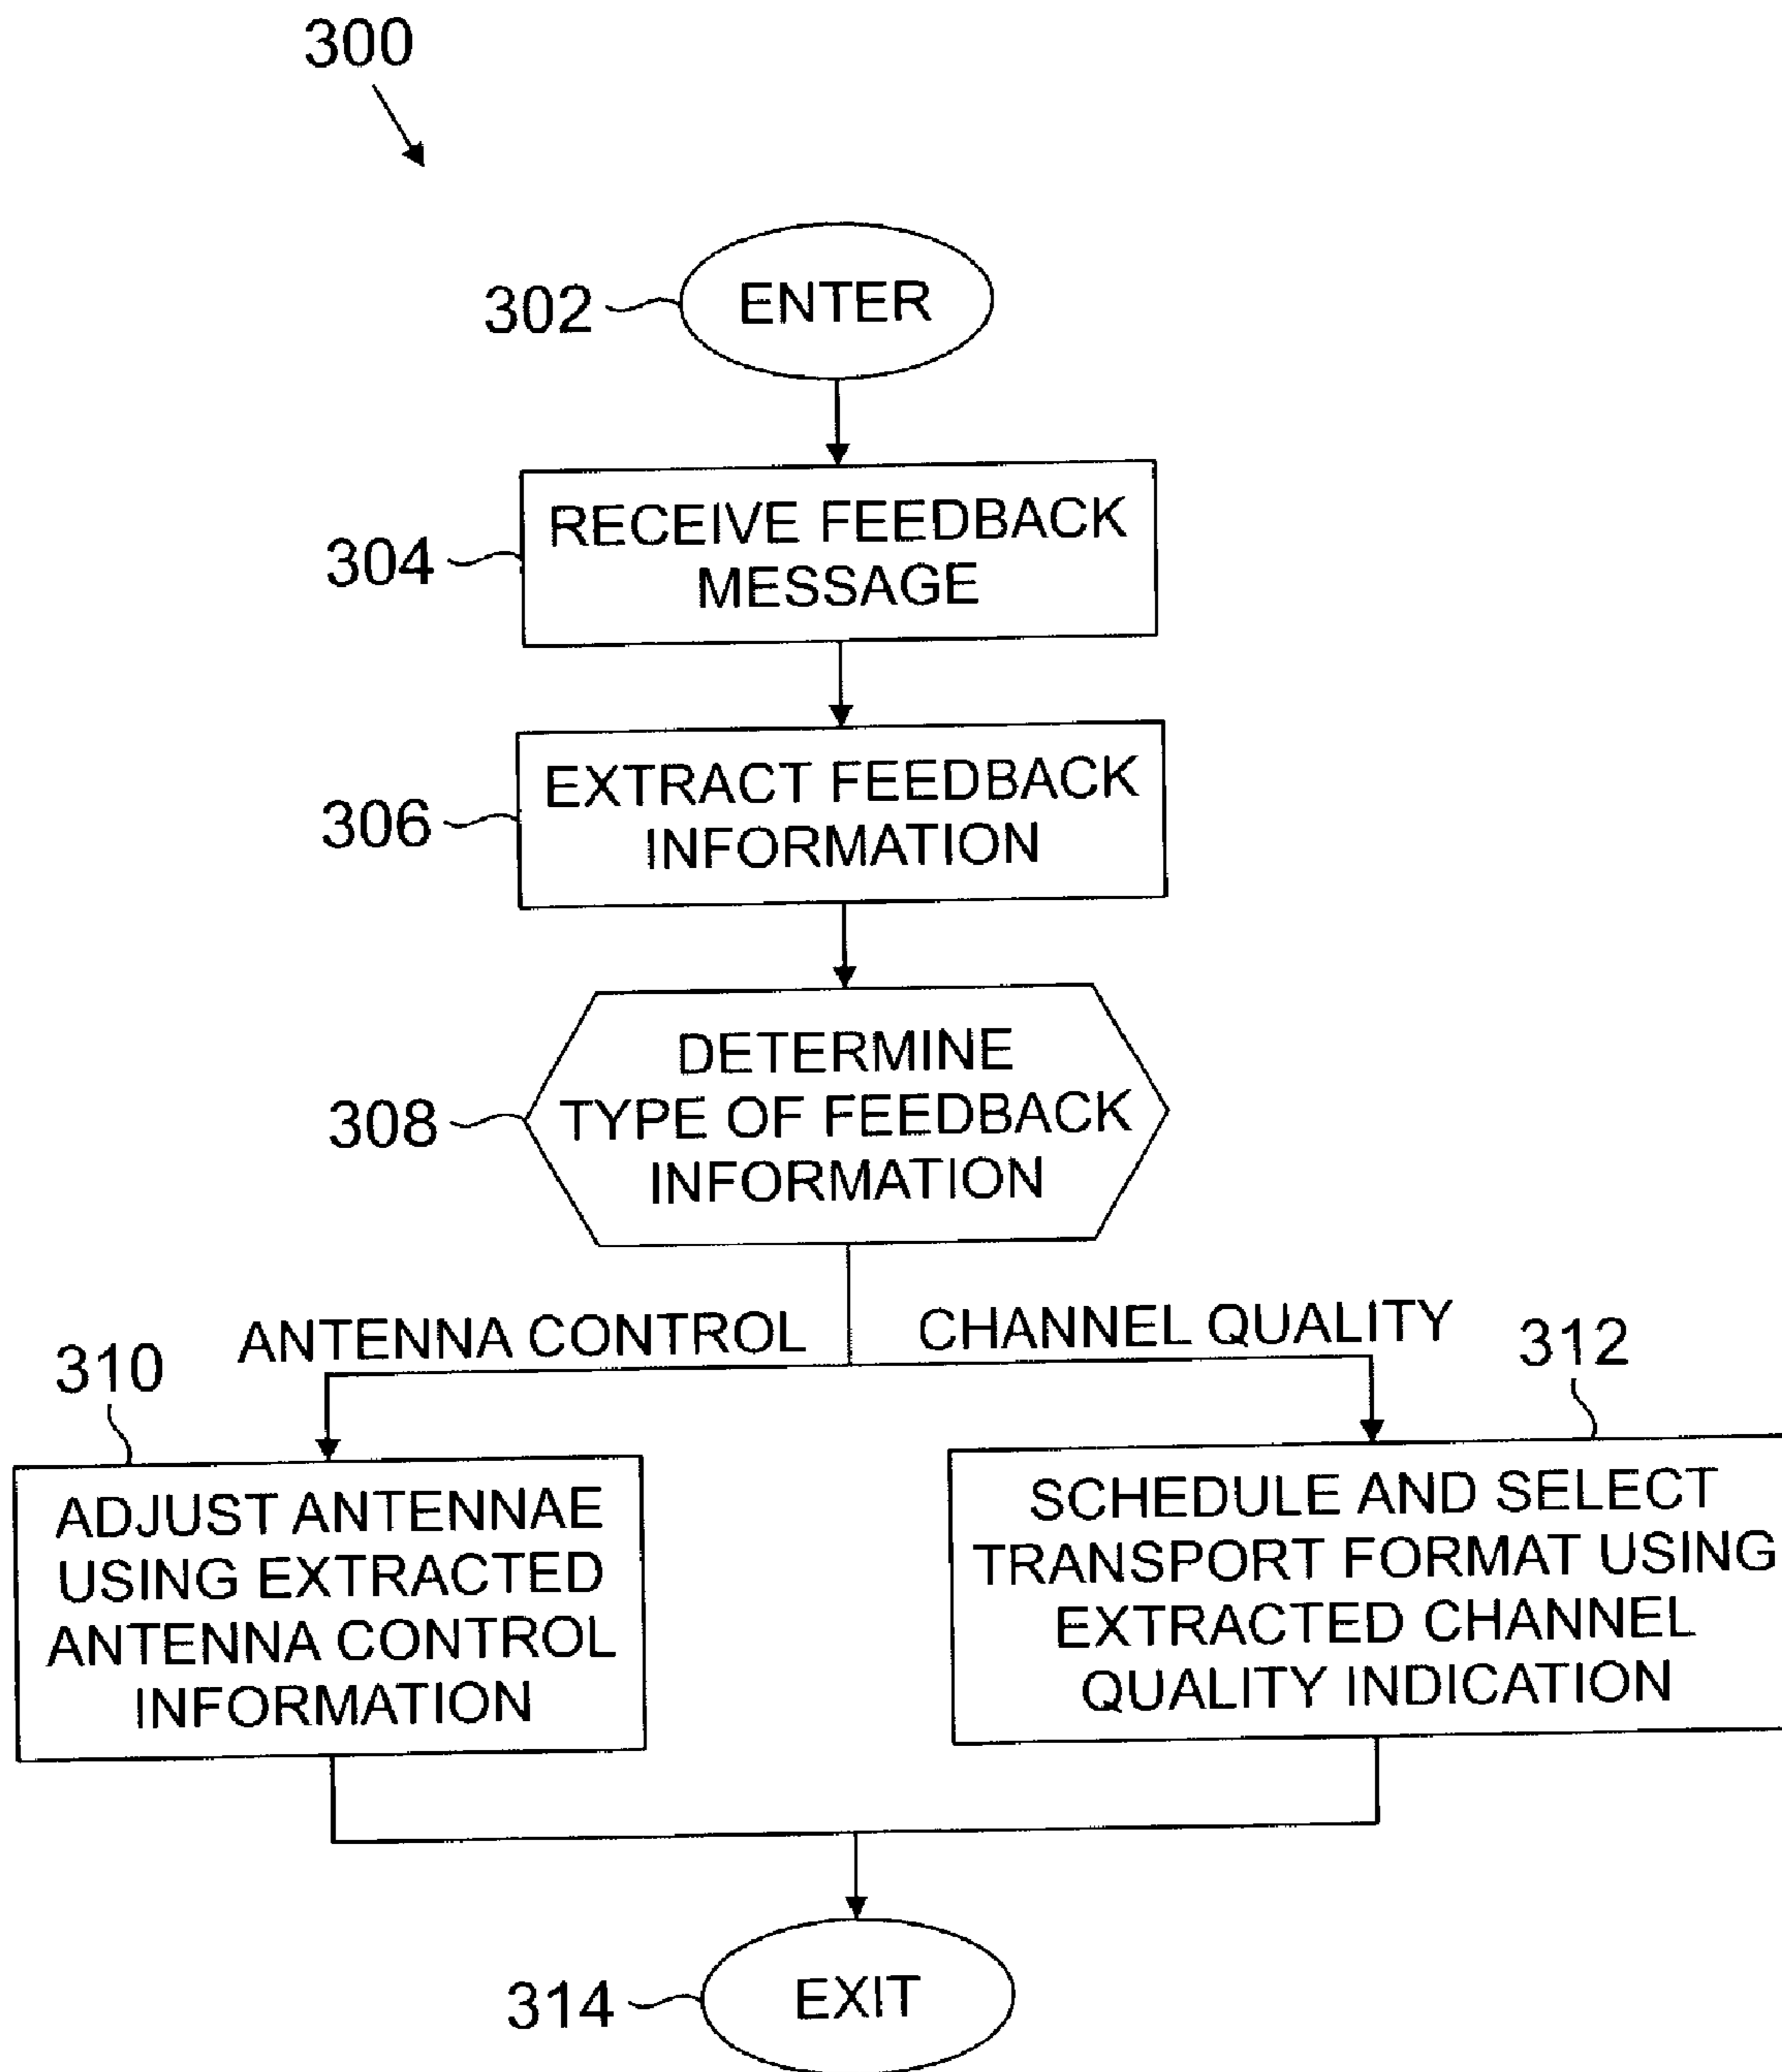 300
302
ENTER
304
RECEIVE FEEDBACK
MESSAGE
306
EXTRACT FEEDBACK
INFORMATION
308
DETERMINE
TYPE OF FEEDBACK
INFORMATION
ANTENNA CONTROL
CHANNEL QUALITY
310
312
ADJUST ANTENNAE
USING EXTRACTED
ANTENNA CONTROL
INFORMATION
SCHEDULE AND SELECT
TRANSPORT FORMAT USING
EXTRACTED CHANNEL
QUALITY INDICATION
314
EXIT